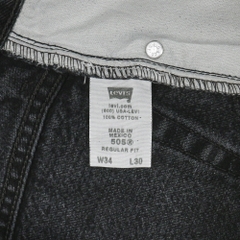 Levi's
100% COTTON
MADE IN
MEXICO
505®
REGULAR FIT
W34 L30